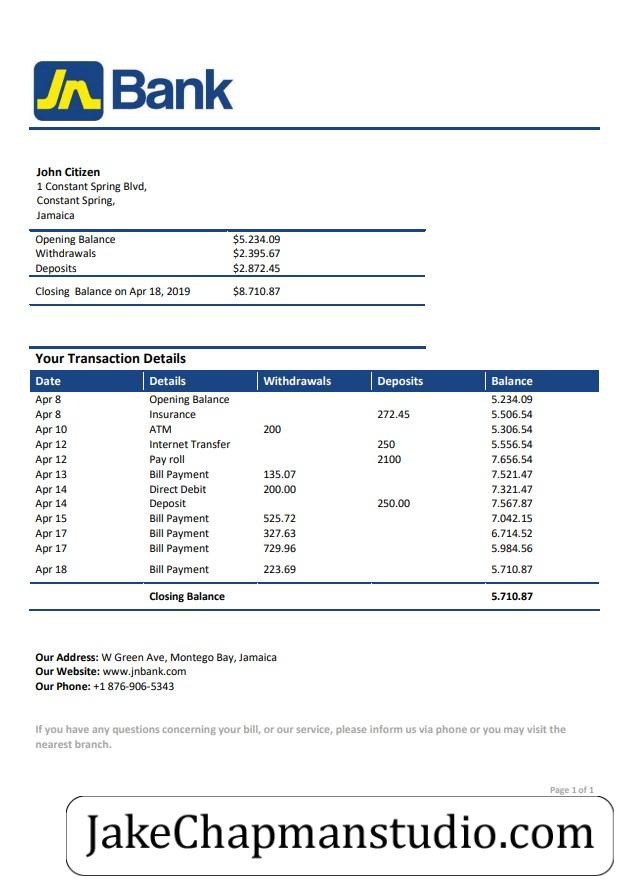 Jn Bank
John Citizen
1 Constant Spring Blvd,
Constant Spring,
Jamaica
Opening Balance $5.234.09
Withdrawals $2.395.67
Deposits $2.872.45
Closing Balance on Apr 18, 2019 $8.710.87
Your Transaction Details
Date Details Withdrawals Deposits Balance
Apr 8 Opening Balance 5.234.09
Apr 8 Insurance 272.45 5.506.54
Apr 10 ATM 200 5.306.54
Apr 12 Internet Transfer 250 5.556.54
Apr 12 Pay roll 2100 7.656.54
Apr 13 Bill Payment 135.07 7.521.47
Apr 14 Direct Debit 200.00 7.321.47
Apr 14 Deposit 250.00 7.567.87
Apr 15 Bill Payment 525.72 7.042.15
Apr 17 Bill Payment 327.63 6.714.52
Apr 17 Bill Payment 729.96 5.984.56
Apr 18 Bill Payment 223.69 5.710.87
Closing Balance 5.710.87
Our Address: W Green Ave, Montego Bay, Jamaica
Our Website: www.jnbank.com
Our Phone: +1 876-906-5343
If you have any questions concerning your bill, or our service, please inform us via phone or you may visit the
nearest branch.
Page 1 of 1
JakeChapmanstudio.com